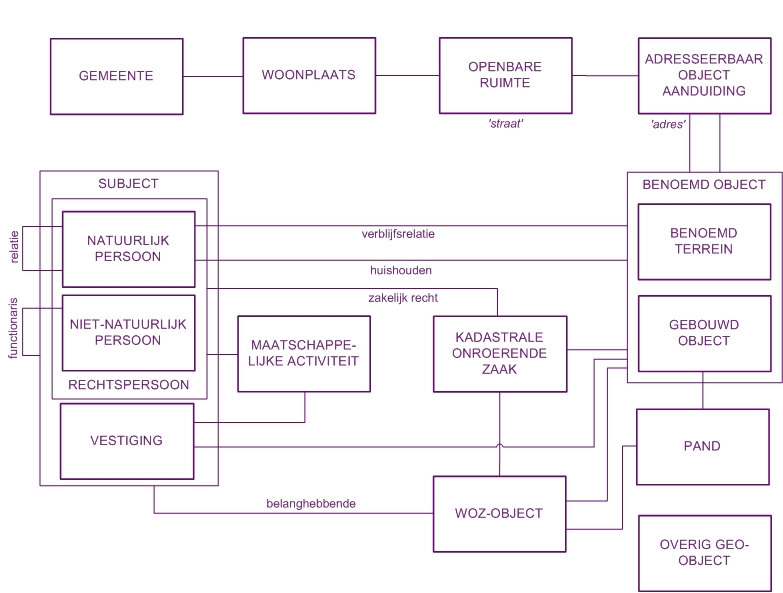 GEMEENTE
WOONPLAATS
OPENBARE
RUIMTE
'straat'
ADRESSEERBAAR
OBJECT
AANDUIDING
'adres'
SUBJECT
relatie
NATUURLIJK
PERSOON
functionaris
NIET-NATUURLIJK
PERSOON
RECHTSPERSOON
VESTIGING
verblijfsrelatie
huishouden
zakelijk recht
MAATSCHAPPE-
LIJKE ACTIVITEIT
KADASTRALE
ONROERENDE
ZAAK
belanghebbende
WOZ-OBJECT
BENOEMD OBJECT
BENOEMD
TERREIN
GEBOUWD
OBJECT
PAND
OVERIG GEO-
OBJECT